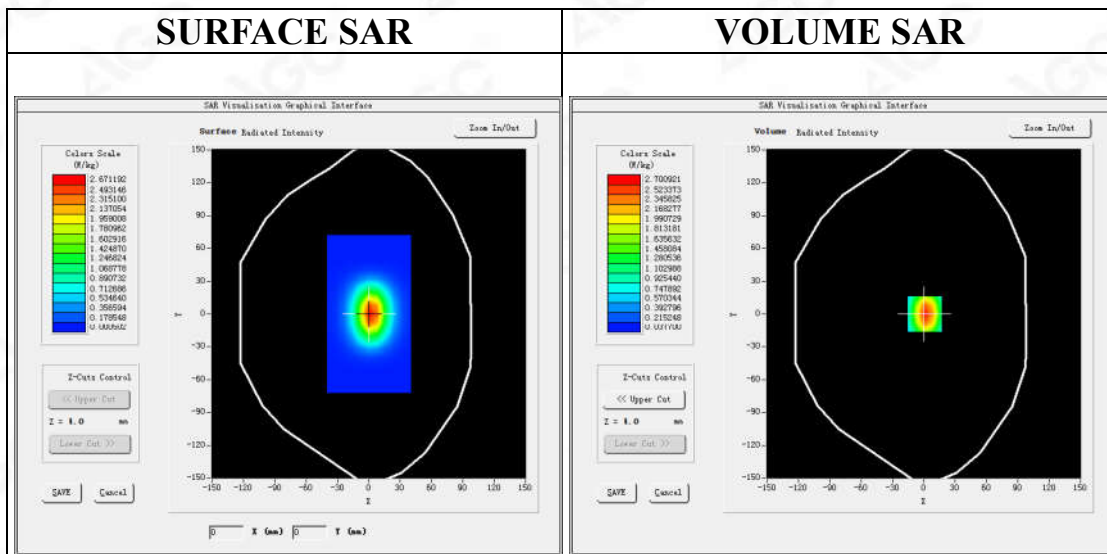 SURFACE SAR
VOLUME SAR
SAR Visualisation Graphical Interface
Surface Radiated Intensity
Zoom In/Out
Colors Scale
(W/kg)
2.671192
2.493146
2.315100
2.137054
1.959008
1.780962
1.602916
1.424870
1.246824
1.068778
0.890732
0.712686
0.534640
0.356594
0.178548
0.000502
150
120
90
60
30
0
-30
-60
-90
-120
-150
Y
-150 -120 -90 -60 -30 0 30 60 90 120 150
X
Z-Cuts Control
<< Upper Cut
Z = 4.0 mm
Lower Cut >>
SAVE Cancel
0 X (mm) 0 Y (mm)
SAR Visualisation Graphical Interface
Volume Radiated Intensity
Zoom In/Out
Colors Scale
(W/kg)
2.700921
2.523373
2.345825
2.168277
1.990729
1.813181
1.635632
1.458084
1.280536
1.102988
0.925440
0.747892
0.570344
0.392796
0.215248
0.037700
150
120
90
60
30
0
-30
-60
-90
-120
-150
Y
-150 -120 -90 -60 -30 0 30 60 90 120 150
X
Z-Cuts Control
<< Upper Cut
Z = 4.0 mm
Lower Cut >>
SAVE Cancel